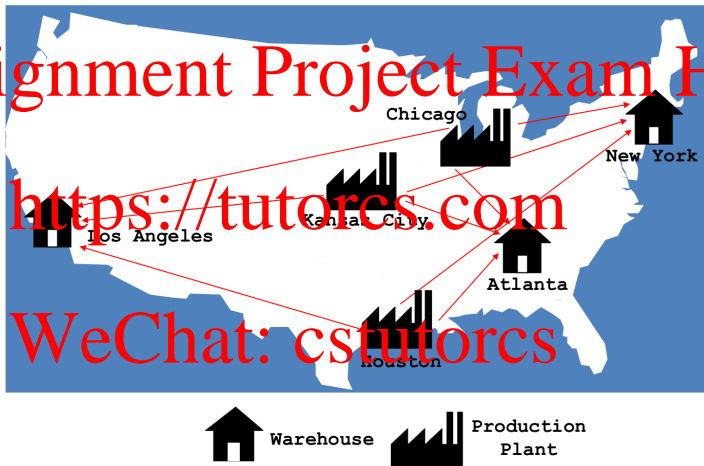 ignment Project Exam H
Chicago
New York
https://tutorcs.com
Kansas City
Los Angeles
Atlanta
WeChat: cstutorcs
Houston
Warehouse
Production
Plant